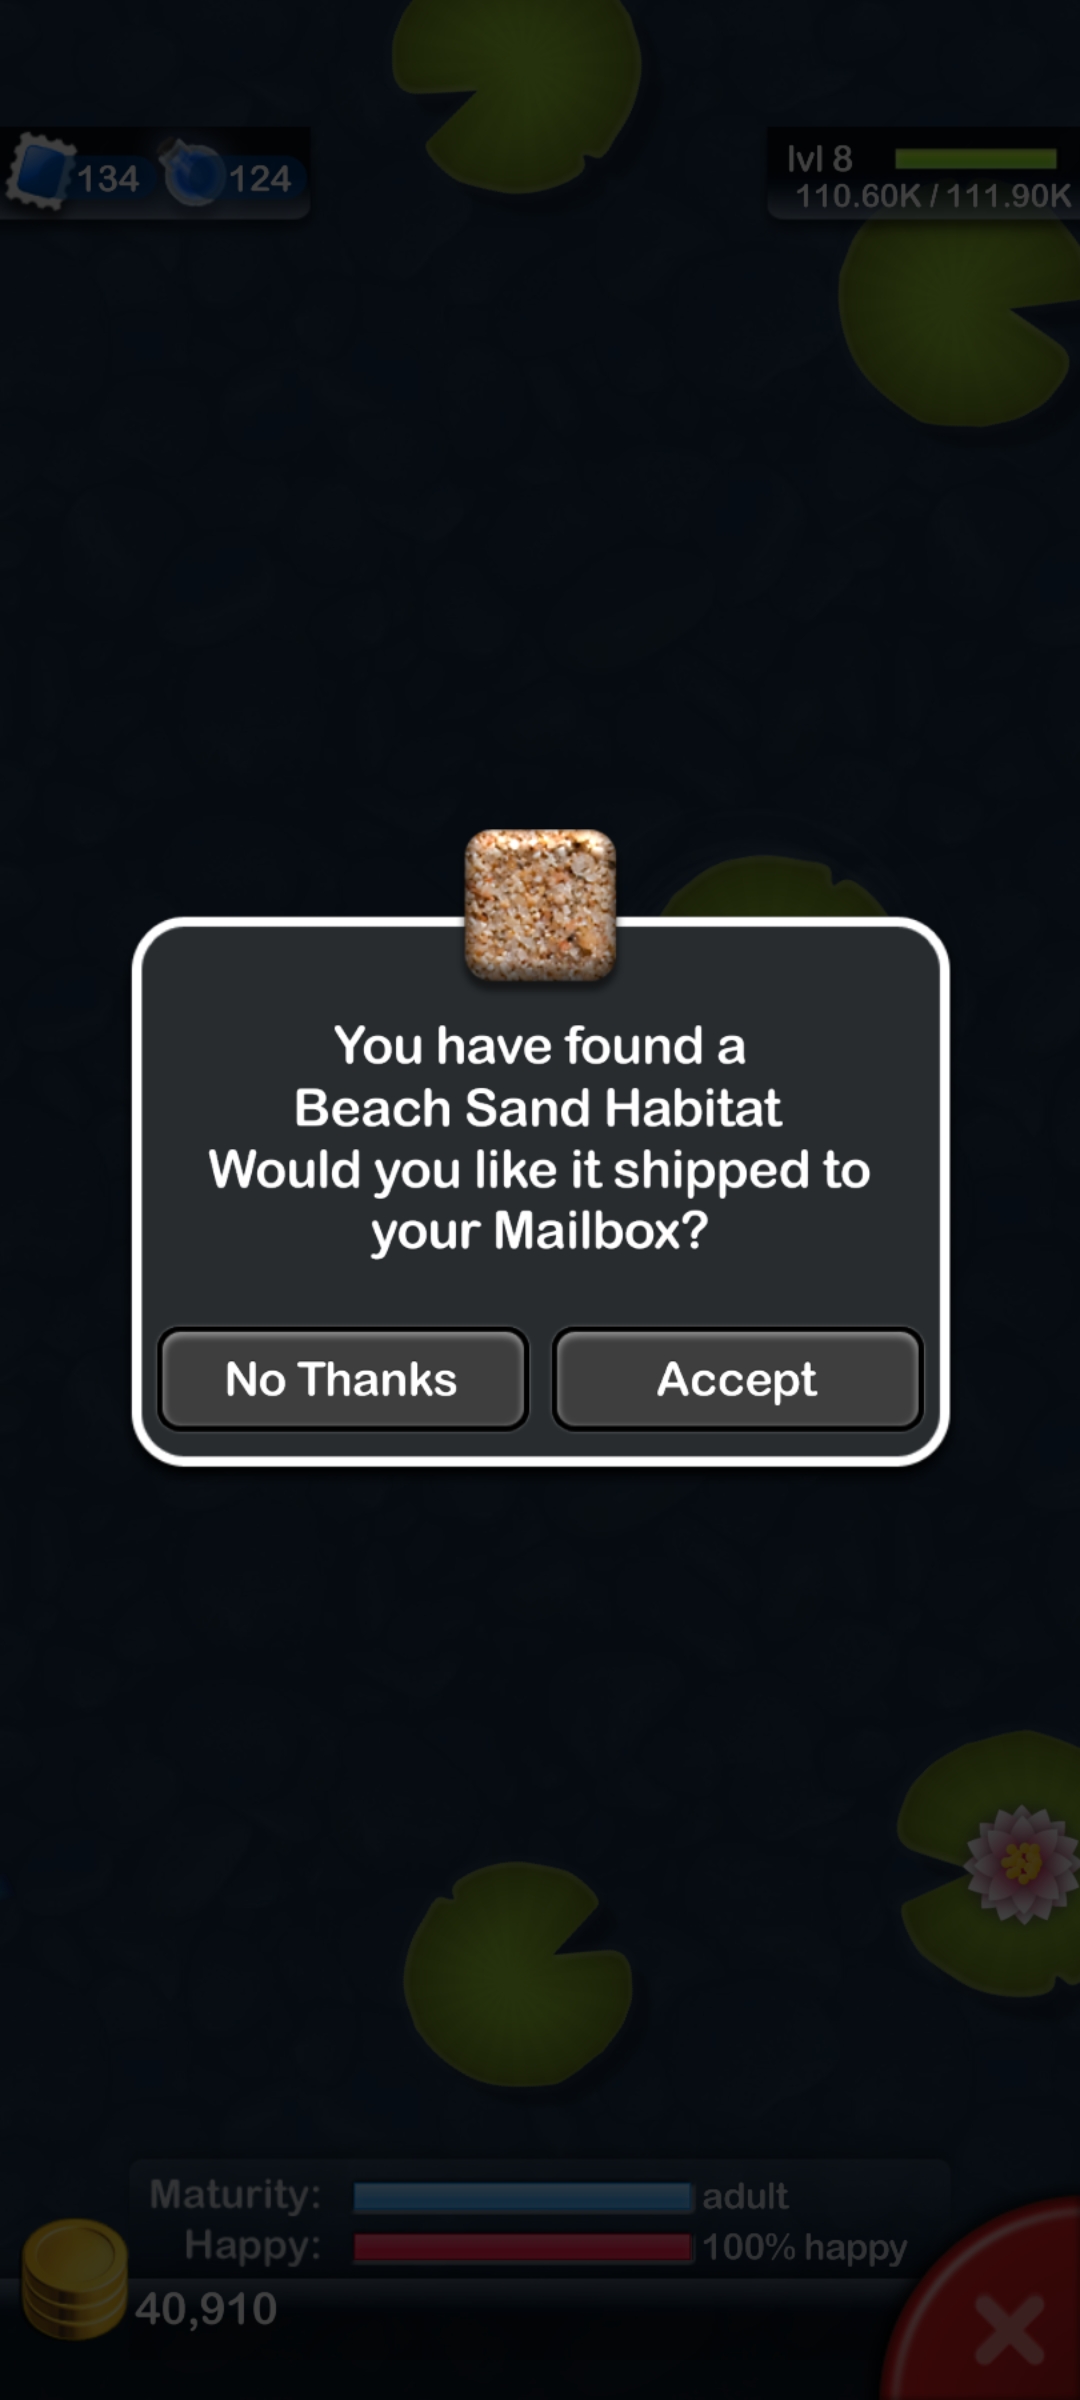 134
124
lvl 8
110.60K / 111.90K
You have found a
Beach Sand Habitat
Would you like it shipped to
your Mailbox?
No Thanks
Accept
Maturity:
adult
Happy:
100% happy
40,910